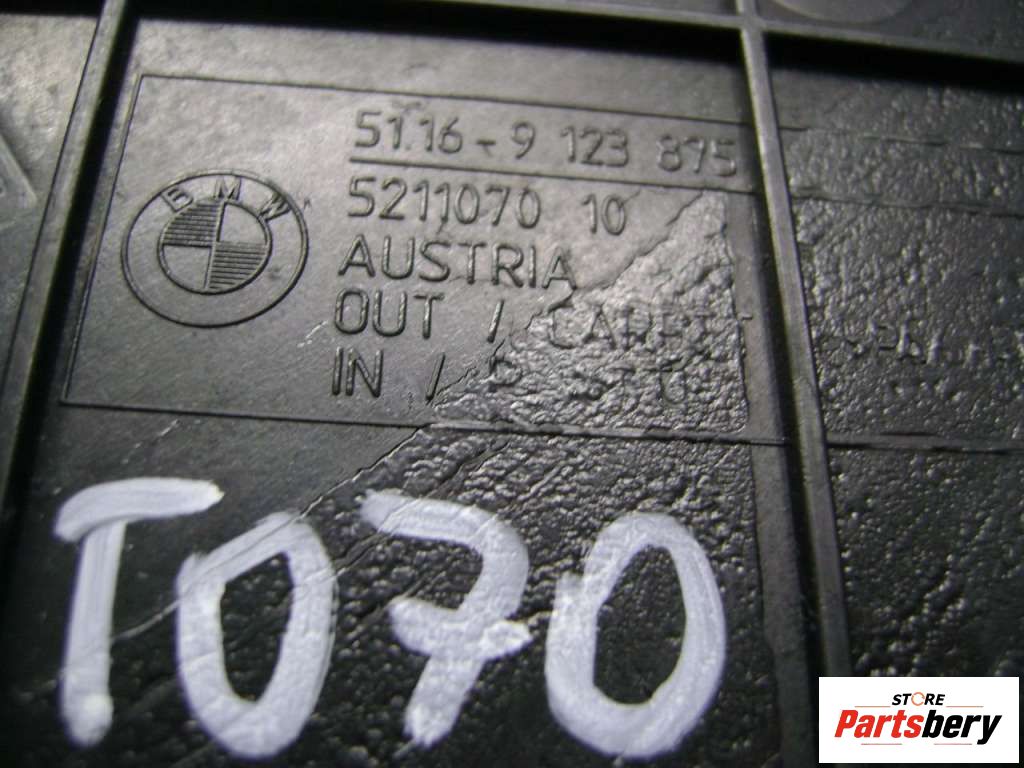 51.16 - 9 123 875
BMW
5211070 10
AUSTRIA
OUT /
IN /
T070
STORE
Partsbery